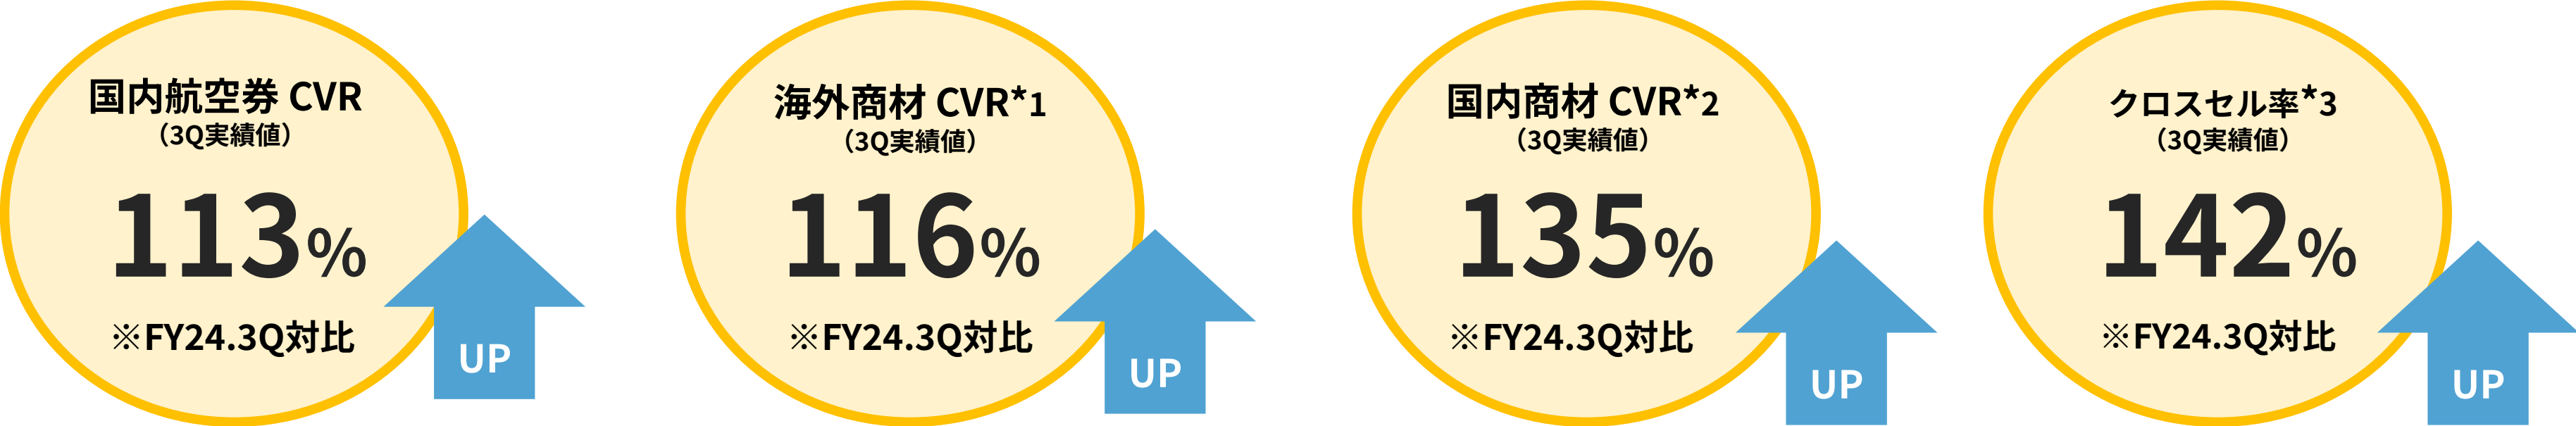 国内航空券 CVR
（3Q実績値）
113%
※FY24.3Q対比
UP
海外商材 CVR*1
（3Q実績値）
116%
※FY24.3Q対比
UP
国内商材 CVR*2
（3Q実績値）
135%
※FY24.3Q対比
UP
クロスセル率*3
（3Q実績値）
142%
※FY24.3Q対比
UP